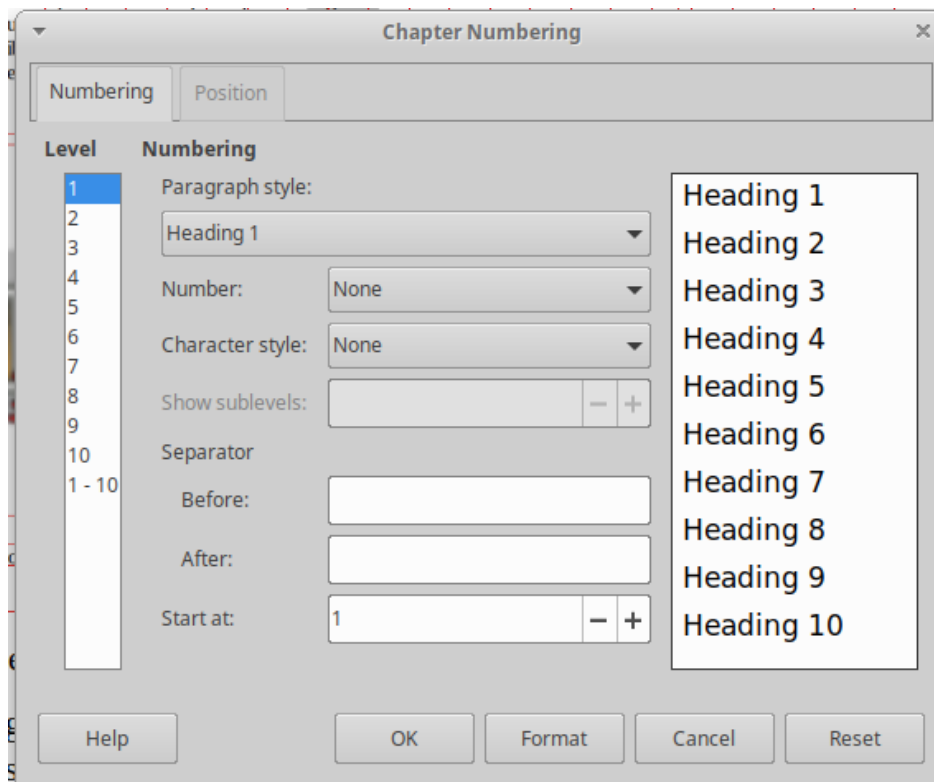 Chapter Numbering
Numbering
Position
Level
Numbering
1
2
3
4
5
6
7
8
9
10
1 - 10
Paragraph style:
Heading 1
Number:
None
Character style:
None
Show sublevels:
Separator
Before:
After:
Start at:
1
Heading 1
Heading 2
Heading 3
Heading 4
Heading 5
Heading 6
Heading 7
Heading 8
Heading 9
Heading 10
Help
OK
Format
Cancel
Reset